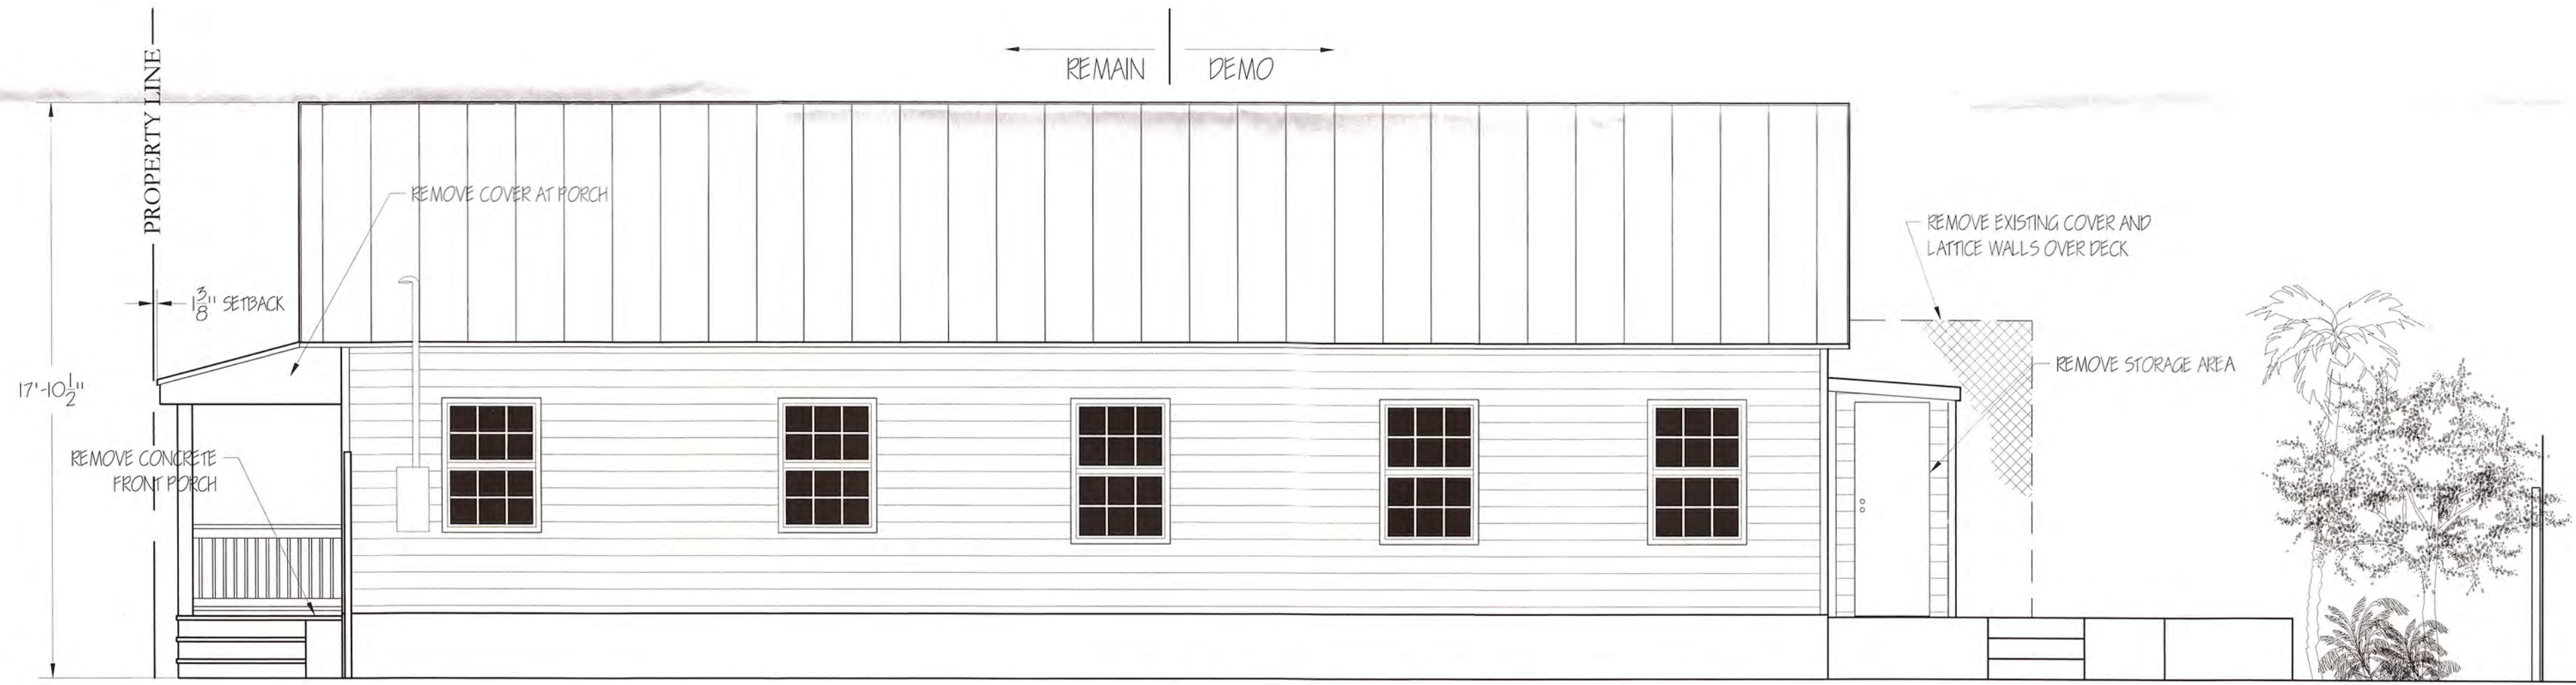 PROPERTY LINE
REMAIN
DEMO
REMOVE COVER AT PORCH
REMOVE EXISTING COVER AND
LATTICE WALLS OVER DECK
1 3/8" SETBACK
REMOVE STORAGE AREA
17'-10 1/2"
REMOVE CONCRETE
FRONT PORCH